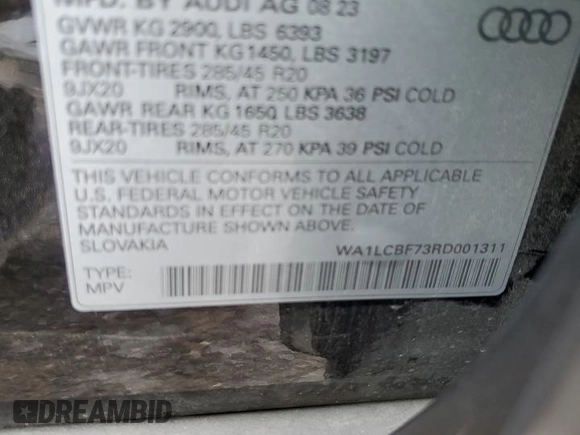 MFD. BY AUDI AG 08 23
GVWR KG 2900, LBS 6393
GAWR FRONT KG 1450, LBS 3197
FRONT-TIRES 285/45 R20
9JX20 RIMS, AT 250 KPA 36 PSI COLD
GAWR REAR KG 1650, LBS 3638
REAR-TIRES 285/45 R20
9JX20 RIMS, AT 270 KPA 39 PSI COLD
THIS VEHICLE CONFORMS TO ALL APPLICABLE
U.S. FEDERAL MOTOR VEHICLE SAFETY
STANDARDS IN EFFECT ON THE DATE OF
MANUFACTURE SHOWN ABOVE.
SLOVAKIA WA1LCBF73RD001311
TYPE:
MPV
DREAMBID